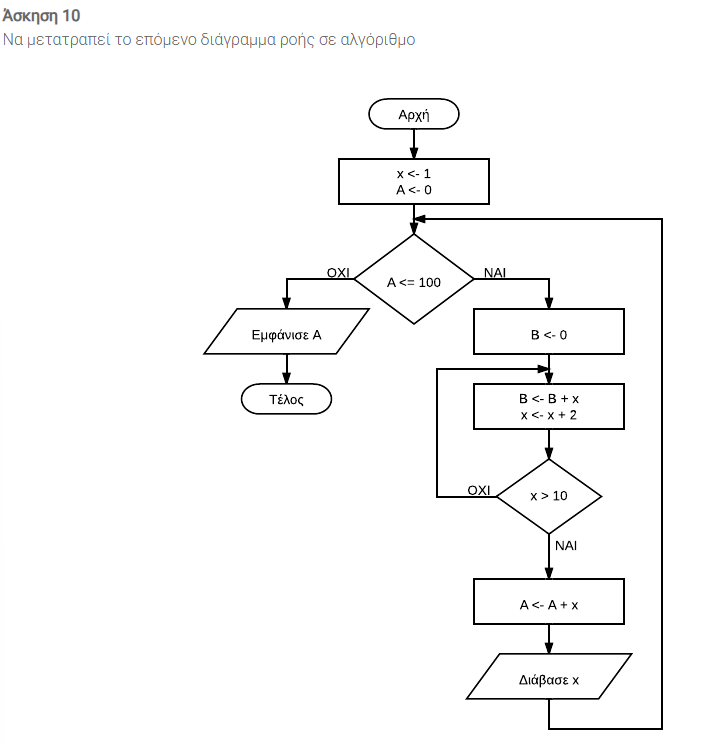 Άσκηση 10
Να μετατραπεί το επόμενο διάγραμμα ροής σε αλγόριθμο
Αρχή
x <- 1
A <- 0
A <= 100
ΟΧΙ
ΝΑΙ
Εμφάνισε A
Τέλος
B <- 0
B <- B + x
x <- x + 2
x > 10
ΟΧΙ
ΝΑΙ
A <- A + x
Διάβασε x